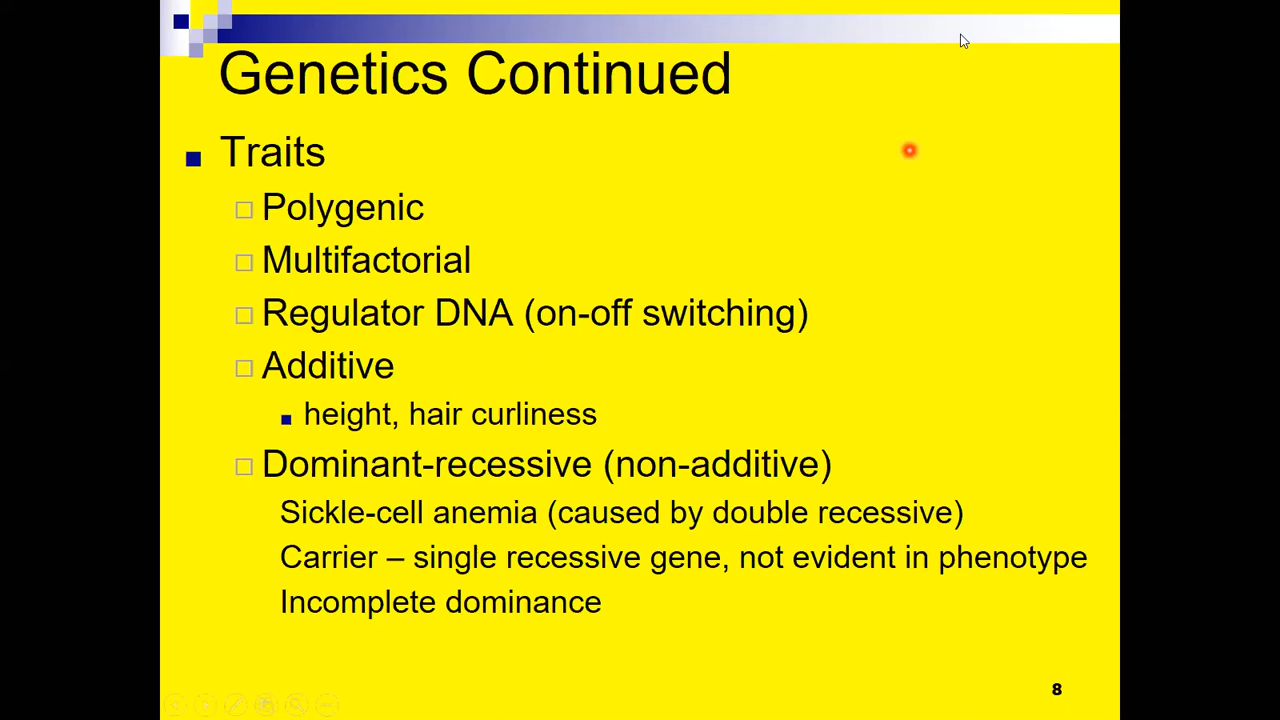 Genetics Continued
Traits
Polygenic
Multifactorial
Regulator DNA (on-off switching)
Additive
height, hair curliness
Dominant-recessive (non-additive)
Sickle-cell anemia (caused by double recessive)
Carrier – single recessive gene, not evident in phenotype
Incomplete dominance
8